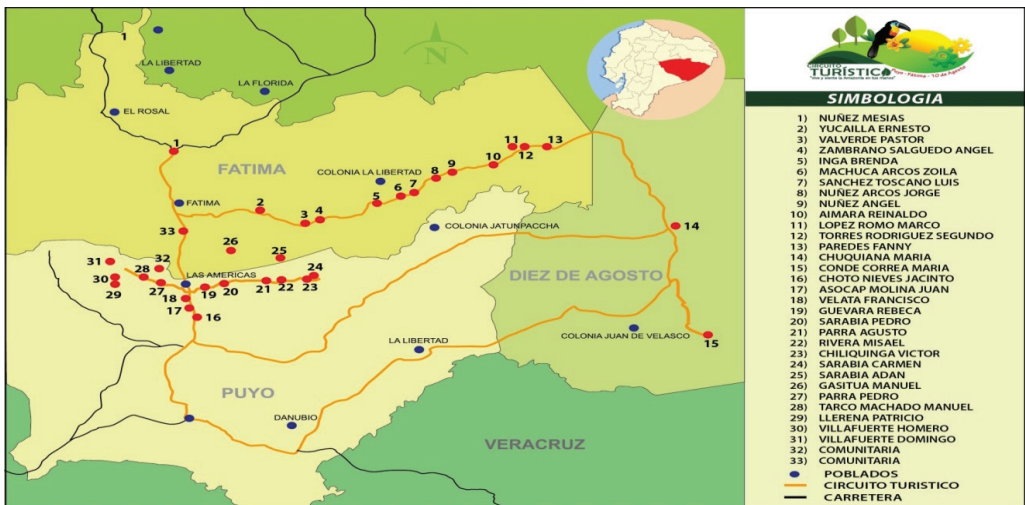 1
LA LIBERTAD
LA FLORIDA
EL ROSAL
N
1
FATIMA
COLONIA LA LIBERTAD
11
12
13
10
9
8
7
6
5
FATIMA
2
3
4
33
26
25
COLONIA JATUNPACCHA
14
31
32
30
28
29
27
LAS AMERICAS
24
18
19
20
21
22
23
17
16
DIEZ DE AGOSTO
LA LIBERTAD
COLONIA JUAN DE VELASCO
15
PUYO
DANUBIO
VERACRUZ
CIRCUITO
TURÍSTICO
Puyo - Fátima - 10 de Agosto
SIMBOLOGIA
1) NUÑEZ MESIAS
2) YUCAILLA ERNESTO
3) VALVERDE PASTOR
4) ZAMBRANO SALGUEDO ANGEL
5) INGA BRENDA
6) MACHUCA ARCOS ZOILA
7) SANCHEZ TOSCANO LUIS
8) NUÑEZ ARCOS JORGE
9) NUÑEZ ANGEL
10) AIMARA REINALDO
11) LOPEZ ROMO MARCO
12) TORRES RODRIGUEZ SEGUNDO
13) PAREDES FANNY
14) CHUQUIANA MARIA
15) CONDE CORREA MARIA
16) CHOTO NIEVES JACINTO
17) ASOCAP MOLINA JUAN
18) VELATA FRANCISCO
19) GUEVARA REBECA
20) SARABIA PEDRO
21) PARRA AGUSTO
22) RIVERA MISAEL
23) CHILIQUINGA VICTOR
24) SARABIA CARMEN
25) SARABIA ADAN
26) GASITUA MANUEL
27) PARRA PEDRO
28) TARCO MACHADO MANUEL
29) LLERENA PATRICIO
30) VILLAFUERTE HOMERO
31) VILLAFUERTE DOMINGO
32) COMUNITARIA
33) COMUNITARIA
POBLADOS
CIRCUITO TURISTICO
CARRETERA